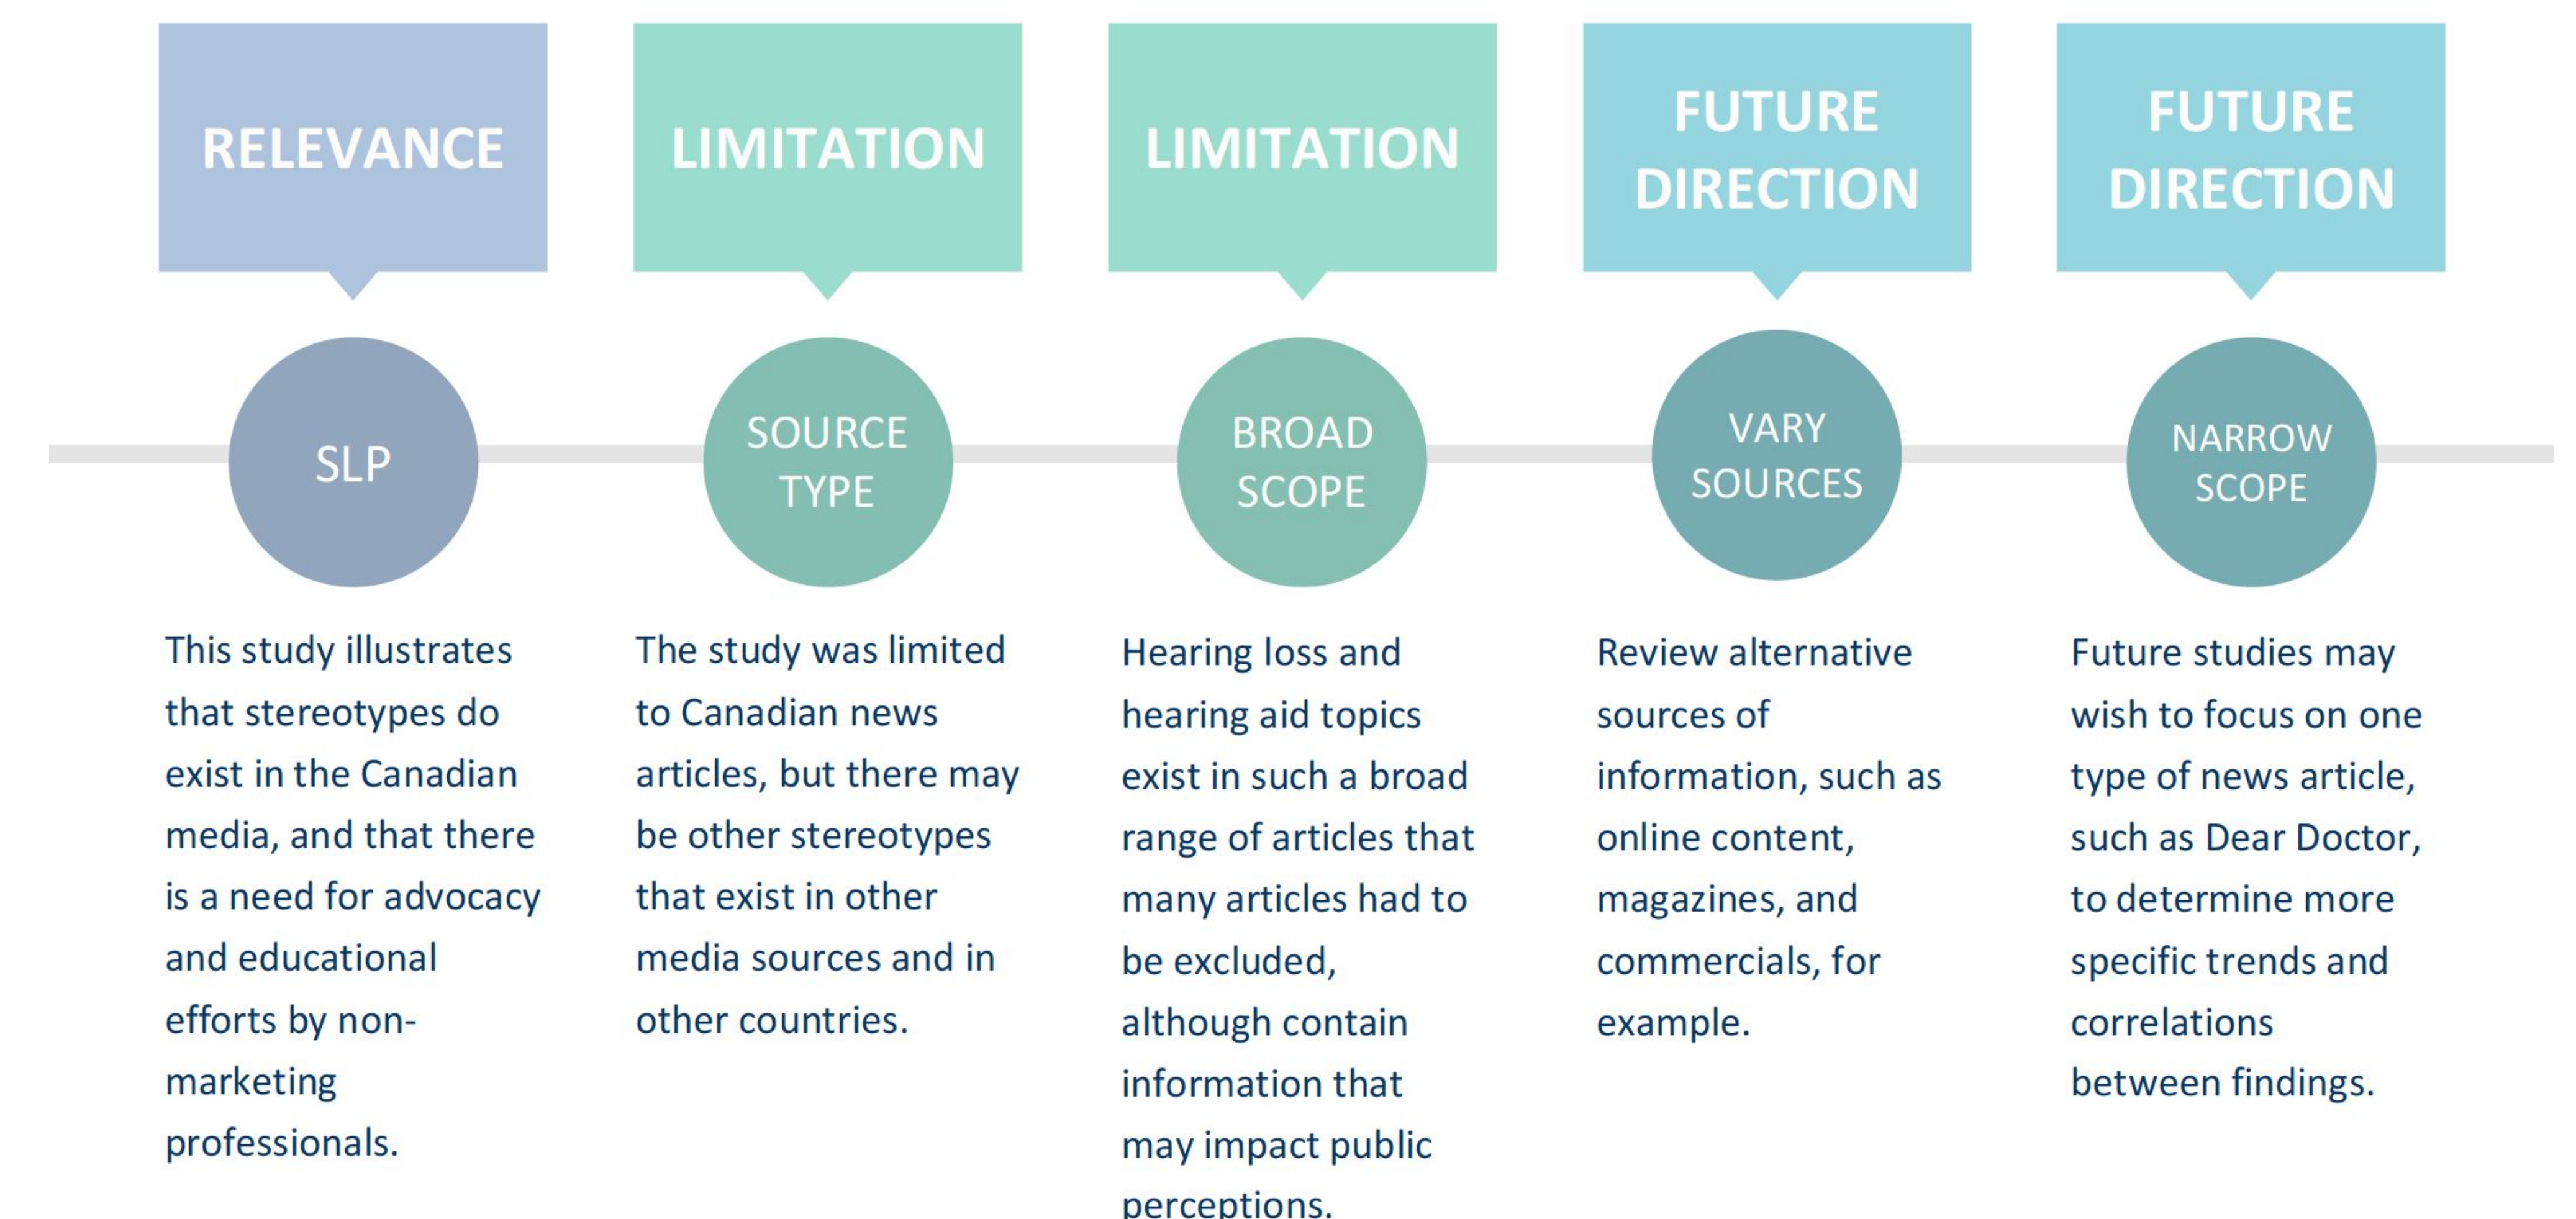 RELEVANCE
SLP
This study illustrates
that stereotypes do
exist in the Canadian
media, and that there
is a need for advocacy
and educational
efforts by non-
marketing
professionals.
LIMITATION
SOURCE
TYPE
The study was limited
to Canadian news
articles, but there may
be other stereotypes
that exist in other
media sources and in
other countries.
LIMITATION
BROAD
SCOPE
Hearing loss and
hearing aid topics
exist in such a broad
range of articles that
many articles had to
be excluded,
although contain
information that
may impact public
perceptions.
FUTURE
DIRECTION
VARY
SOURCES
Review alternative
sources of
information, such as
online content,
magazines, and
commercials, for
example.
FUTURE
DIRECTION
NARROW
SCOPE
Future studies may
wish to focus on one
type of news article,
such as Dear Doctor,
to determine more
specific trends and
correlations
between findings.